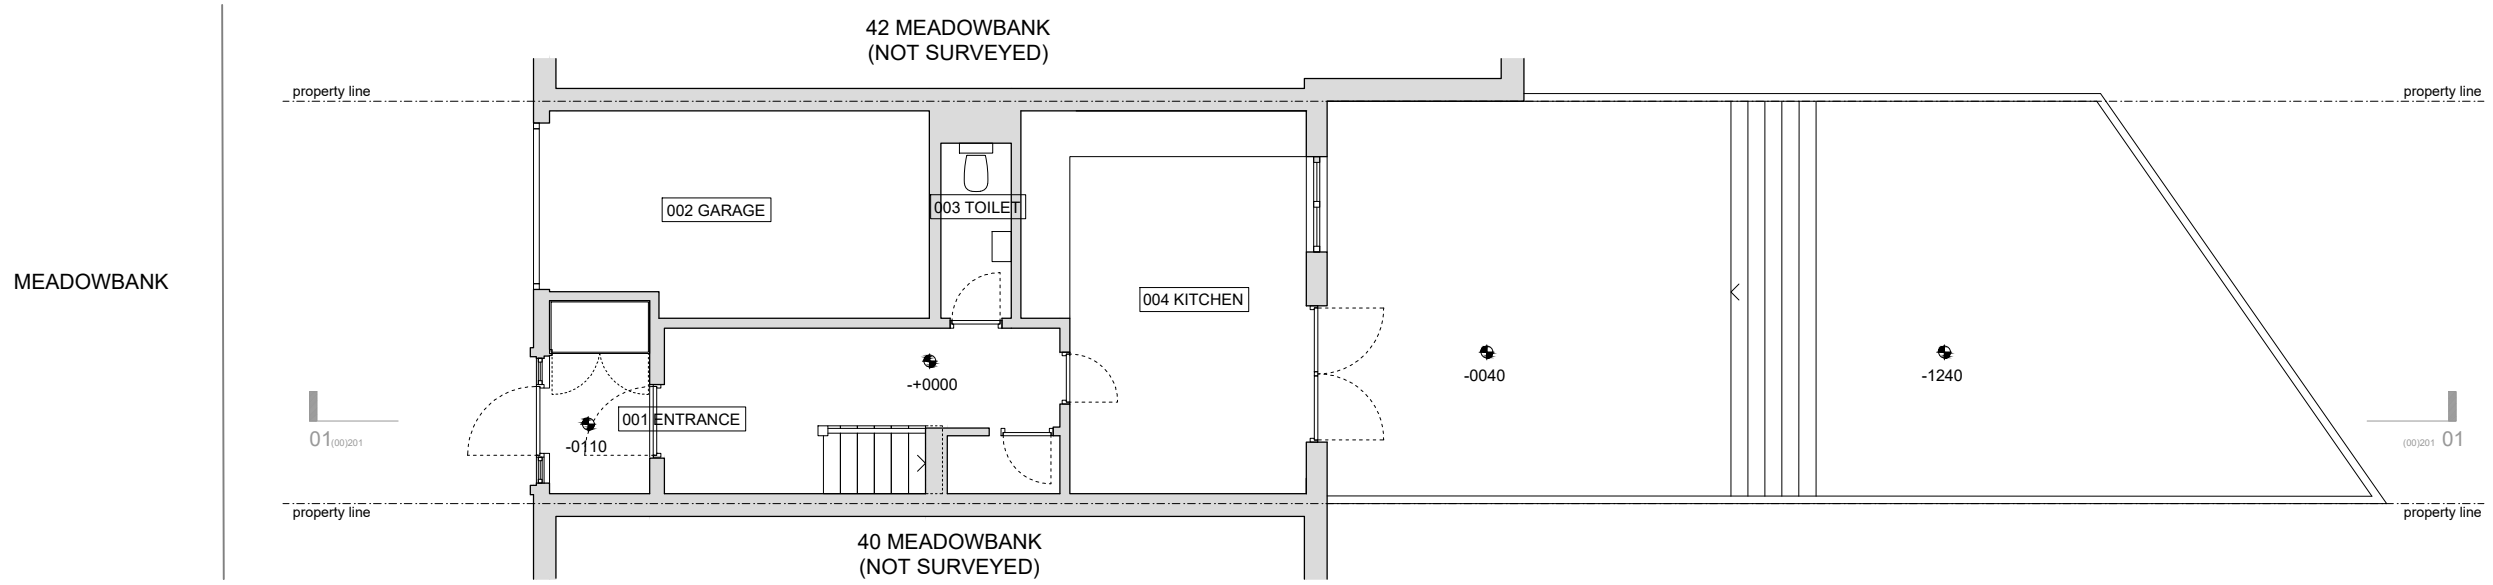 42 MEADOWBANK
(NOT SURVEYED)
property line
property line
002 GARAGE
003 TOILET
MEADOWBANK
004 KITCHEN
-+0000
-0040
-1240
001 ENTRANCE
-0110
01(00)201
(00)201 01
property line
property line
40 MEADOWBANK
(NOT SURVEYED)